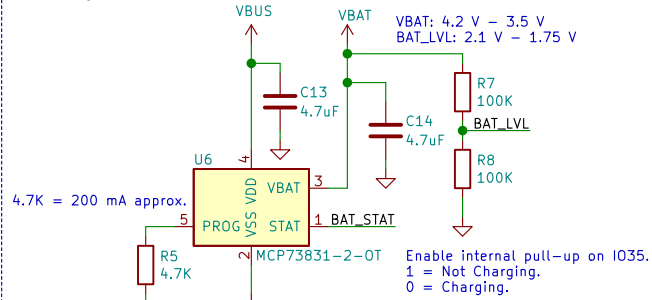 VBUS
VBAT
VBAT: 4.2 V – 3.5 V
BAT_LVL: 2.1 V – 1.75 V
C13
4.7uF
R7
100K
C14
4.7uF
BAT_LVL
U6
4
R8
100K
VDD
VBAT
3
4.7K = 200 mA approx.
5
PROG
VSS
STAT
1
BAT_STAT
2
MCP73831-2-OT
R5
4.7K
Enable internal pull-up on IO35.
1 = Not Charging.
0 = Charging.